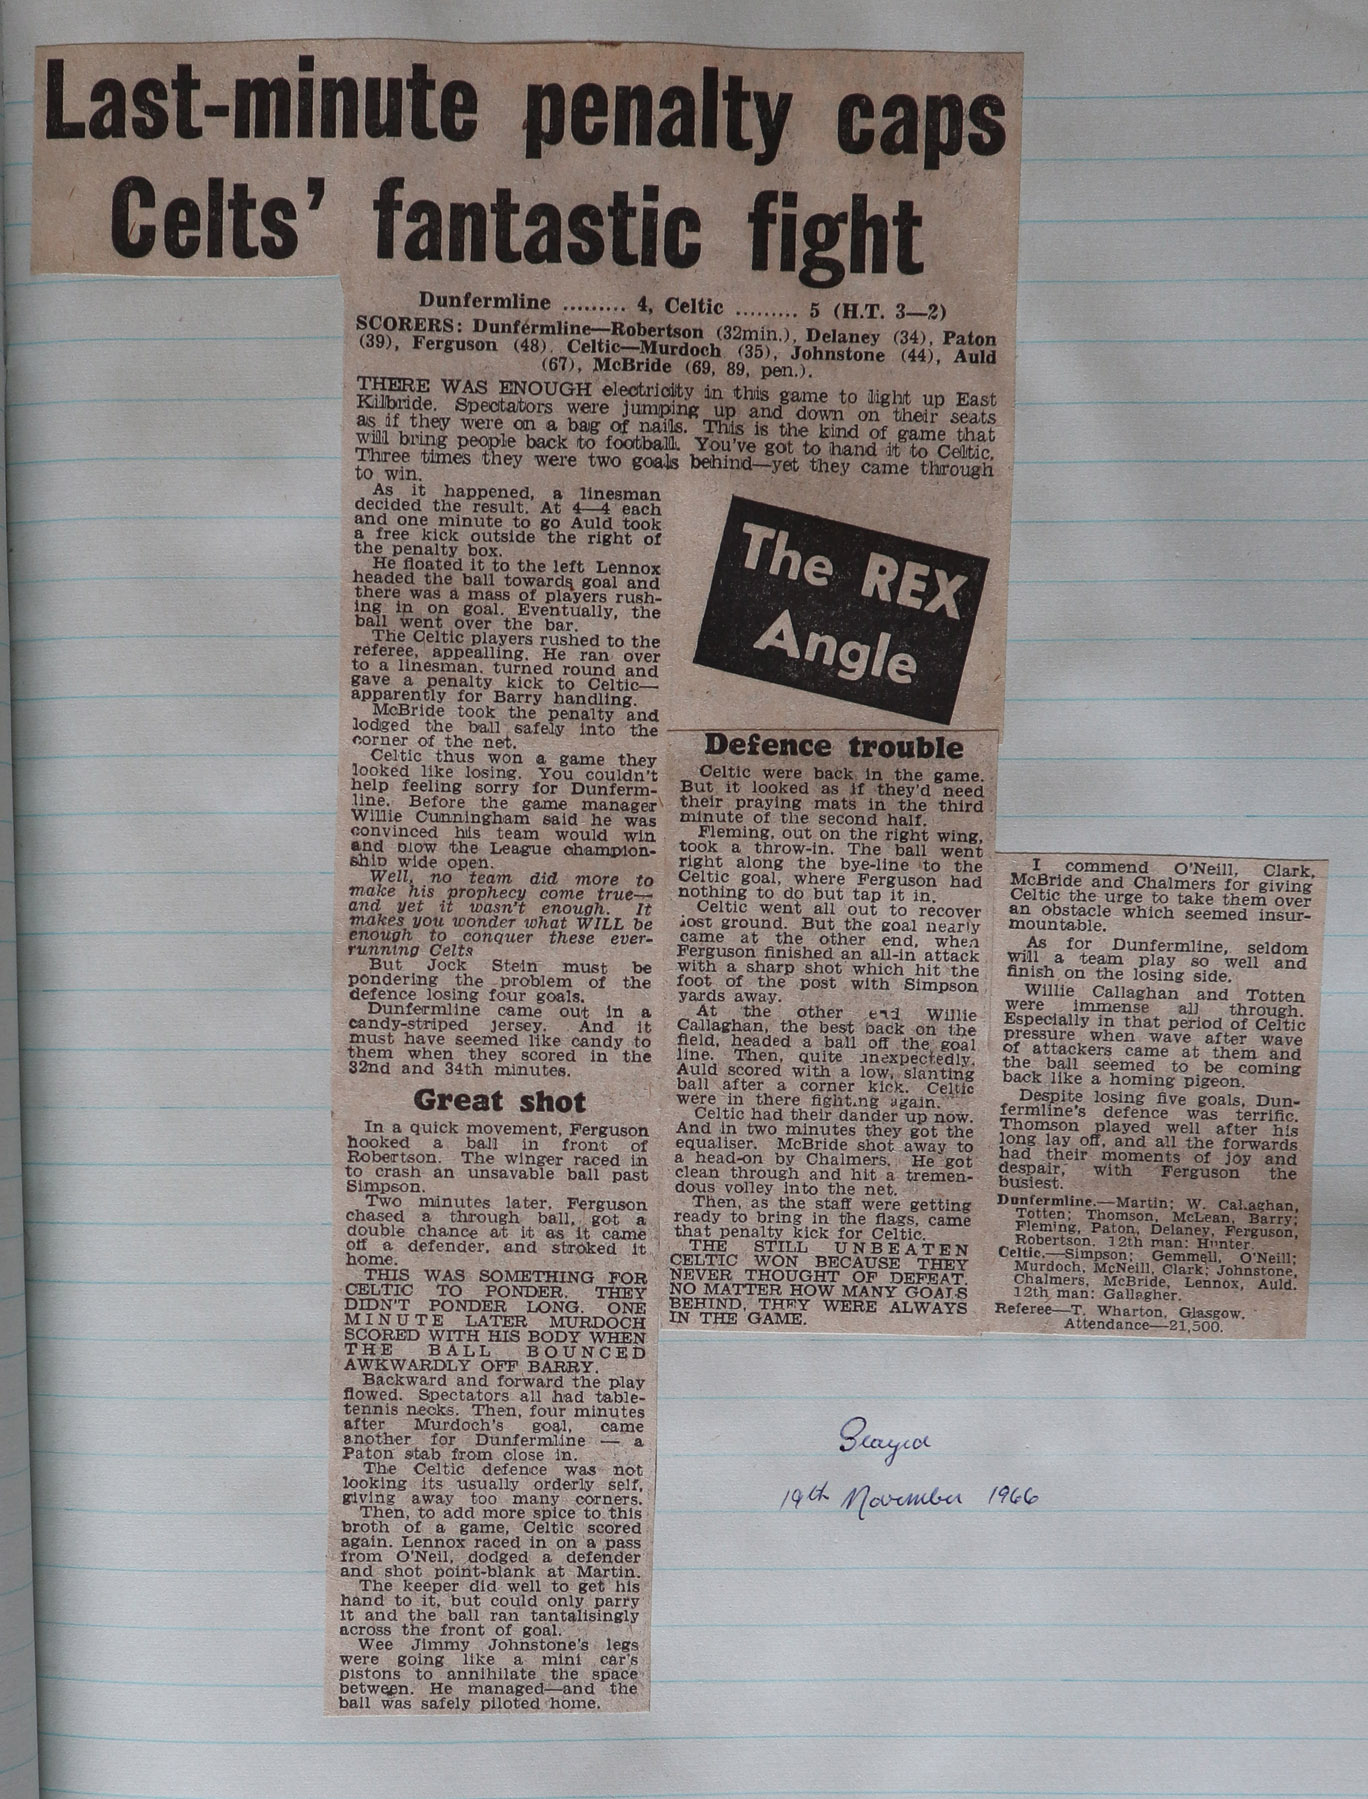 Last-minute penalty caps
Celts' fantastic fight
Dunfermline ......... 4, Celtic ......... 5 (H.T. 3—2)
SCORERS: Dunfermline—Robertson (32min.), Delaney (34), Paton
(39), Ferguson (48). Celtic—Murdoch (35), Johnstone (44), Auld
(67), McBride (69, 89, pen.).
THERE WAS ENOUGH electricity in this game to light up East
Kilbride. Spectators were jumping up and down on their seats
as if they were on a bag of nails. This is the kind of game that
will bring people back to football. You've got to hand it to Celtic.
Three times they were two goals behind—yet they came through
to win.
As it happened, a linesman
decided the result. At 4—4 each
and one minute to go Auld took
a free kick outside the right of
the penalty box.
He floated it to the left Lennox
headed the ball towards goal and
there was a mass of players rush-
ing in on goal. Eventually, the
ball went over the bar.
The Celtic players rushed to the
referee, appealling. He ran over
to a linesman, turned round and
gave a penalty kick to Celtic—
apparently for Barry handling.
McBride took the penalty and
lodged the ball safely into the
corner of the net.
Celtic thus won a game they
looked like losing. You couldn't
help feeling sorry for Dunferm-
line. Before the game manager
Willie Cunningham said he was
convinced his team would win
and blow the League champion-
ship wide open.
Well, no team did more to
make his prophecy come true—
and yet it wasn't enough. It
makes you wonder what WILL be
enough to conquer these ever-
running Celts
But Jock Stein must be
pondering the problem of the
defence losing four goals.
Dunfermline came out in a
candy-striped jersey. And it
must have seemed like candy to
them when they scored in the
32nd and 34th minutes.
Great shot
In a quick movement, Ferguson
hooked a ball in front of
Robertson. The winger raced in
to crash an unsavable ball past
Simpson.
Two minutes later, Ferguson
chased a through ball, got a
double chance at it as it came
off a defender, and stroked it
home.
THIS WAS SOMETHING FOR
CELTIC TO PONDER. THEY
DIDN'T PONDER LONG. ONE
MINUTE LATER MURDOCH
SCORED WITH HIS BODY WHEN
THE BALL BOUNCED
AWKWARDLY OFF BARRY.
Backward and forward the play
flowed. Spectators all had table-
tennis necks. Then, four minutes
after Murdoch's goal, came
another for Dunfermline — a
Paton stab from close in.
The Celtic defence was not
looking its usually orderly self,
giving away too many corners.
Then, to add more spice to this
broth of a game, Celtic scored
again. Lennox raced in on a pass
from O'Neil, dodged a defender
and shot point-blank at Martin.
The keeper did well to get his
hand to it, but could only parry
it and the ball ran tantalisingly
across the front of goal.
Wee Jimmy Johnstone's legs
were going like a mini car's
pistons to annihilate the space
between. He managed—and the
ball was safely piloted home.
The REX
Angle
Defence trouble
Celtic were back in the game.
But it looked as if they'd need
their praying mats in the third
minute of the second half.
Fleming, out on the right wing,
took a throw-in. The ball went
right along the bye-line to the
Celtic goal, where Ferguson had
nothing to do but tap it in.
Celtic went all out to recover
lost ground. But the goal nearly
came at the other end, when
Ferguson finished an all-in attack
with a sharp shot which hit the
foot of the post with Simpson
yards away.
At the other end Willie
Callaghan, the best back on the
field, headed a ball off the goal
line. Then, quite inexpectedly,
Auld scored with a low, slanting
ball after a corner kick. Celtic
were in there fighting again.
Celtic had their dander up now.
And in two minutes they got the
equaliser. McBride shot away to
a head-on by Chalmers. He got
clean through and hit a tremen-
dous volley into the net.
Then, as the staff were getting
ready to bring in the flags, came
that penalty kick for Celtic.
THE STILL UNBEATEN
CELTIC WON BECAUSE THEY
NEVER THOUGHT OF DEFEAT.
NO MATTER HOW MANY GOALS
BEHIND, THEY WERE ALWAYS
IN THE GAME.
I commend O'Neill, Clark,
McBride and Chalmers for giving
Celtic the urge to take them over
an obstacle which seemed insur-
mountable.
As for Dunfermline, seldom
will a team play so well and
finish on the losing side.
Willie Callaghan and Totten
were immense all through.
Especially in that period of Celtic
pressure when wave after wave
of attackers came at them and
the ball seemed to be coming
back like a homing pigeon.
Despite losing five goals, Dun-
fermline's defence was terrific.
Thomson played well after his
long lay off, and all the forwards
had their moments of joy and
despair, with Ferguson the
busiest.
Dunfermline.—Martin; W. Callaghan,
Totten; Thomson, McLean, Barry;
Fleming, Paton, Delaney, Ferguson,
Robertson. 12th man: Hunter.
Celtic.—Simpson; Gemmell, O'Neill;
Murdoch, McNeill, Clark; Johnstone,
Chalmers, McBride, Lennox, Auld.
12th man: Gallagher.
Referee—T. Wharton, Glasgow.
Attendance—21,500.
Played
19th November 1966